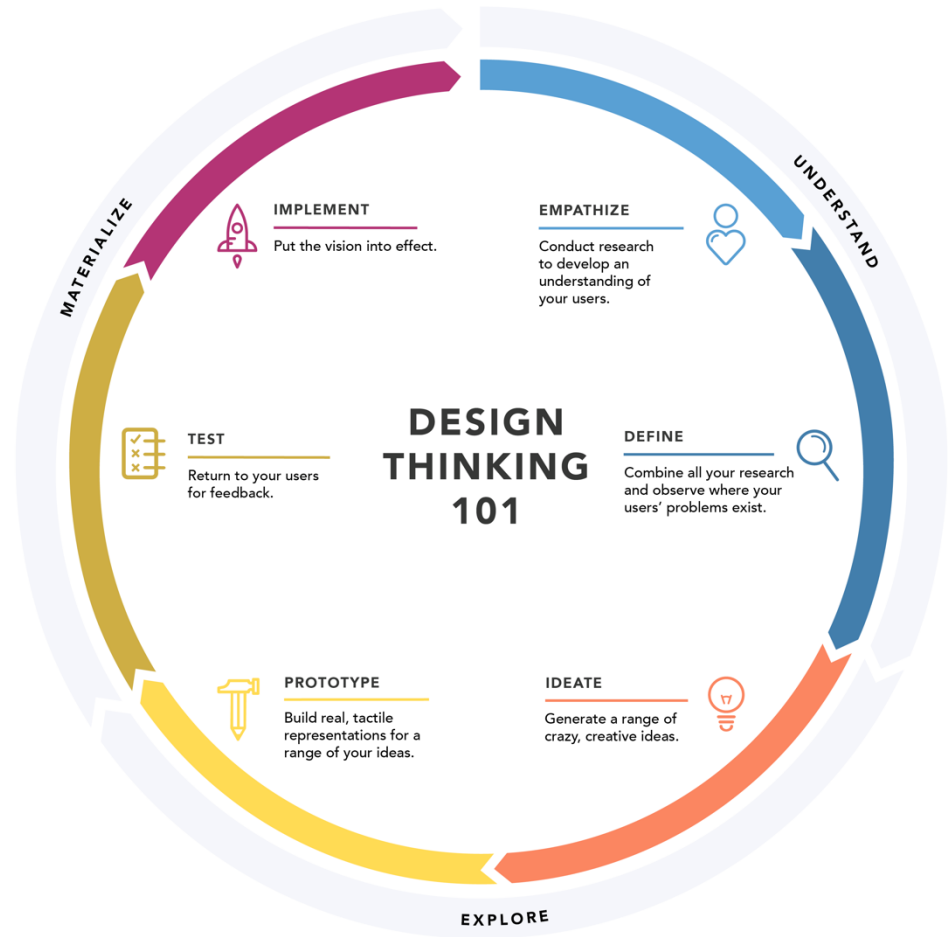 DESIGN
THINKING
101
UNDERSTAND
EMPATHIZE
Conduct research
to develop an
understanding of
your users.
DEFINE
Combine all your research
and observe where your
users’ problems exist.
EXPLORE
IDEATE
Generate a range of
crazy, creative ideas.
PROTOTYPE
Build real, tactile
representations for a
range of your ideas.
MATERIALIZE
TEST
Return to your users
for feedback.
IMPLEMENT
Put the vision into effect.